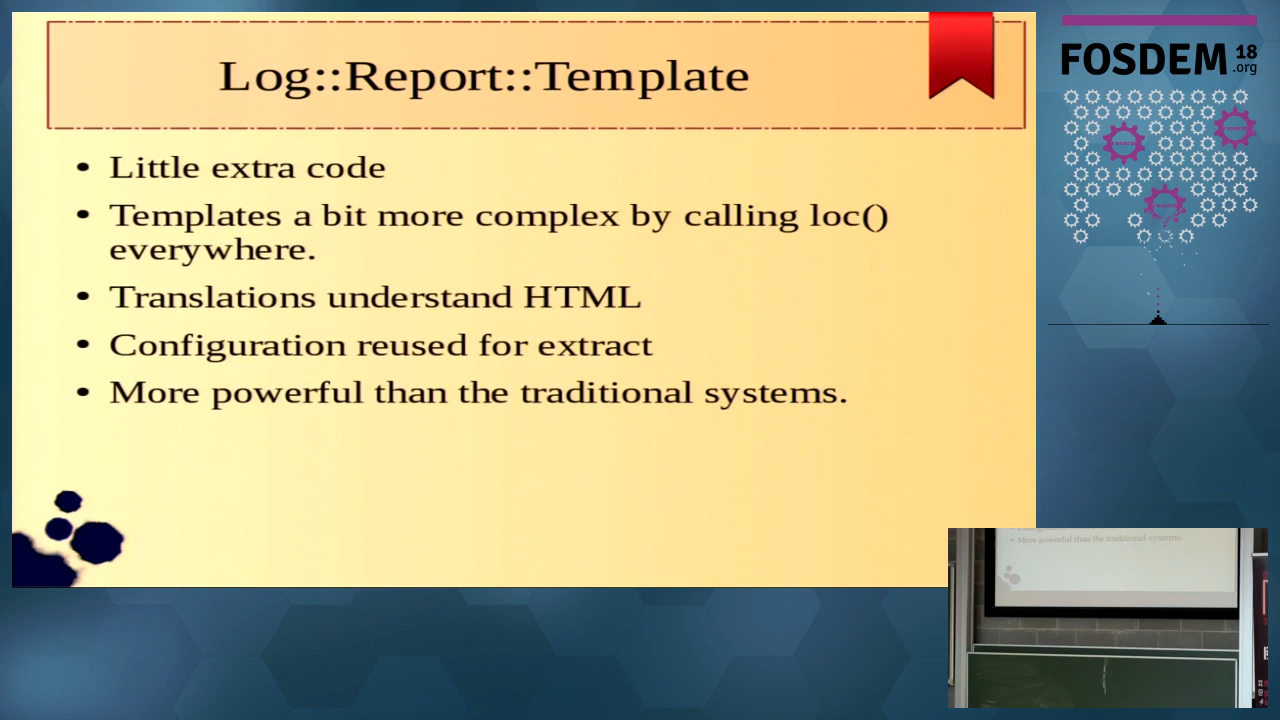 Log::Report::Template
• Little extra code
• Templates a bit more complex by calling loc()
everywhere.
• Translations understand HTML
• Configuration reused for extract
• More powerful than the traditional systems.
FOSDEM 18
.org
• More powerful than the traditional systems.